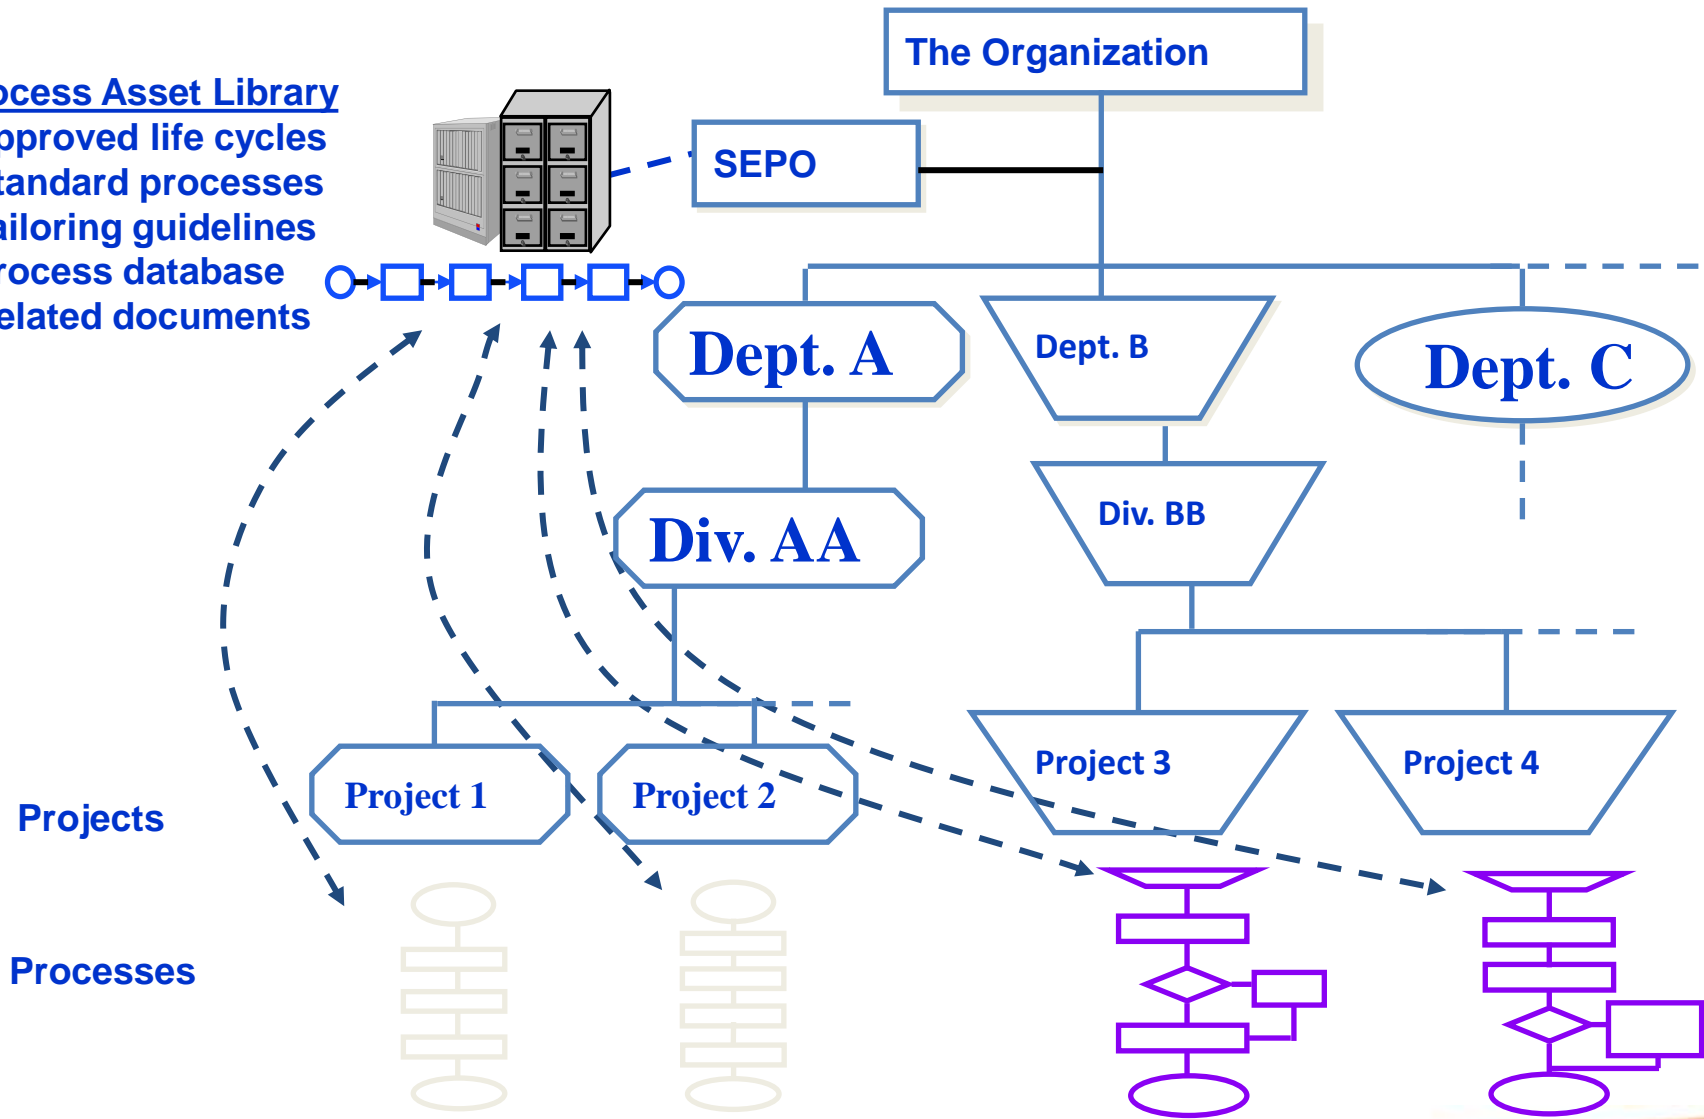 The Organization
ocess Asset Library
pproved life cycles
tandard processes
ailoring guidelines
rocess database
elated documents
SEPO
Dept. A
Dept. B
Dept. C
Div. AA
Div. BB
Project 1
Project 2
Project 3
Project 4
Projects
Processes